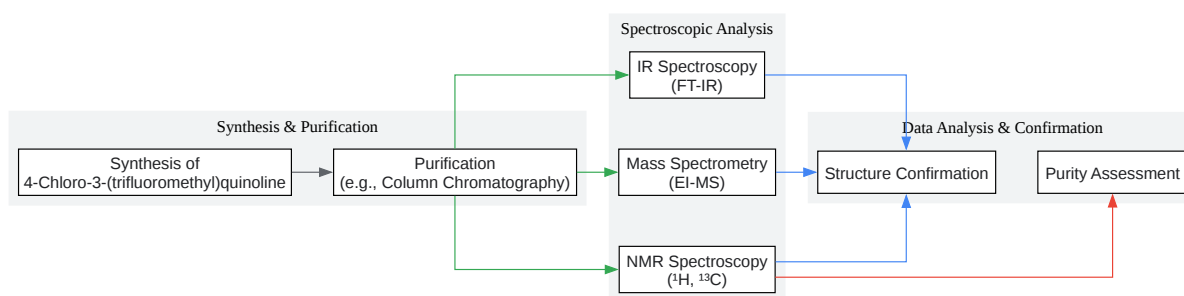 Spectroscopic Analysis
IR Spectroscopy
(FT-IR)
Synthesis & Purification
Data Analysis & Confirmation
Synthesis of
4-Chloro-3-(trifluoromethyl)quinoline
Purification
(e.g., Column Chromatography)
Mass Spectrometry
(EI-MS)
Structure Confirmation
Purity Assessment
NMR Spectroscopy
(¹H, ¹³C)